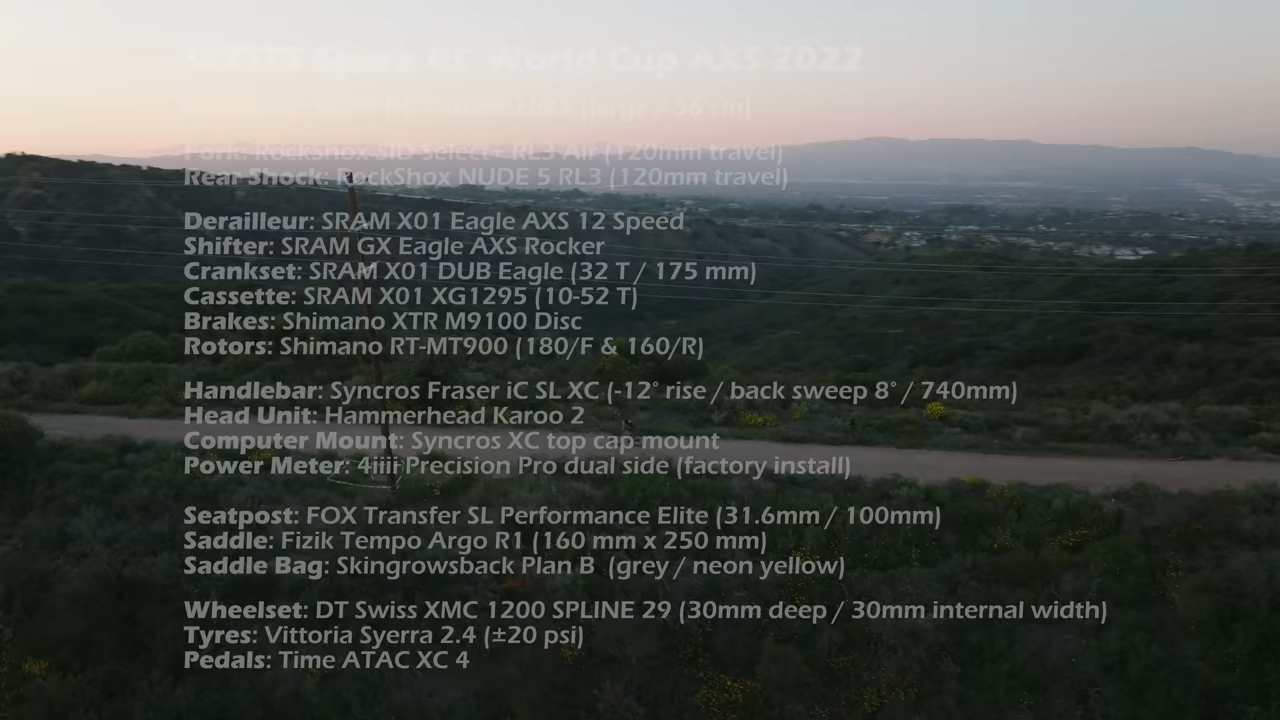 SCOTT Spark RC World Cup AXS 2022
Fork: RockShox SID Select+ RL3 Air (120mm travel)
Rear Shock: RockShox NUDE 5 RL3 (120mm travel)
Derailleur: SRAM X01 Eagle AXS 12 Speed
Shifter: SRAM GX Eagle AXS Rocker
Crankset: SRAM X01 DUB Eagle (32 T / 175 mm)
Cassette: SRAM X01 XG1295 (10-52 T)
Brakes: Shimano XTR M9100 Disc
Rotors: Shimano RT-MT900 (180/F & 160/R)
Handlebar: Syncros Fraser iC SL XC (-12° rise / back sweep 8° / 740mm)
Head Unit: Hammerhead Karoo 2
Computer Mount: Syncros XC top cap mount
Power Meter: 4iiii Precision Pro dual side (factory install)
Seatpost: FOX Transfer SL Performance Elite (31.6mm / 100mm)
Saddle: Fizik Tempo Argo R1 (160 mm x 250 mm)
Saddle Bag: Skingrowsback Plan B (grey / neon yellow)
Wheelset: DT Swiss XMC 1200 SPLINE 29 (30mm deep / 30mm internal width)
Tyres: Vittoria Syerra 2.4 (±20 psi)
Pedals: Time ATAC XC 4